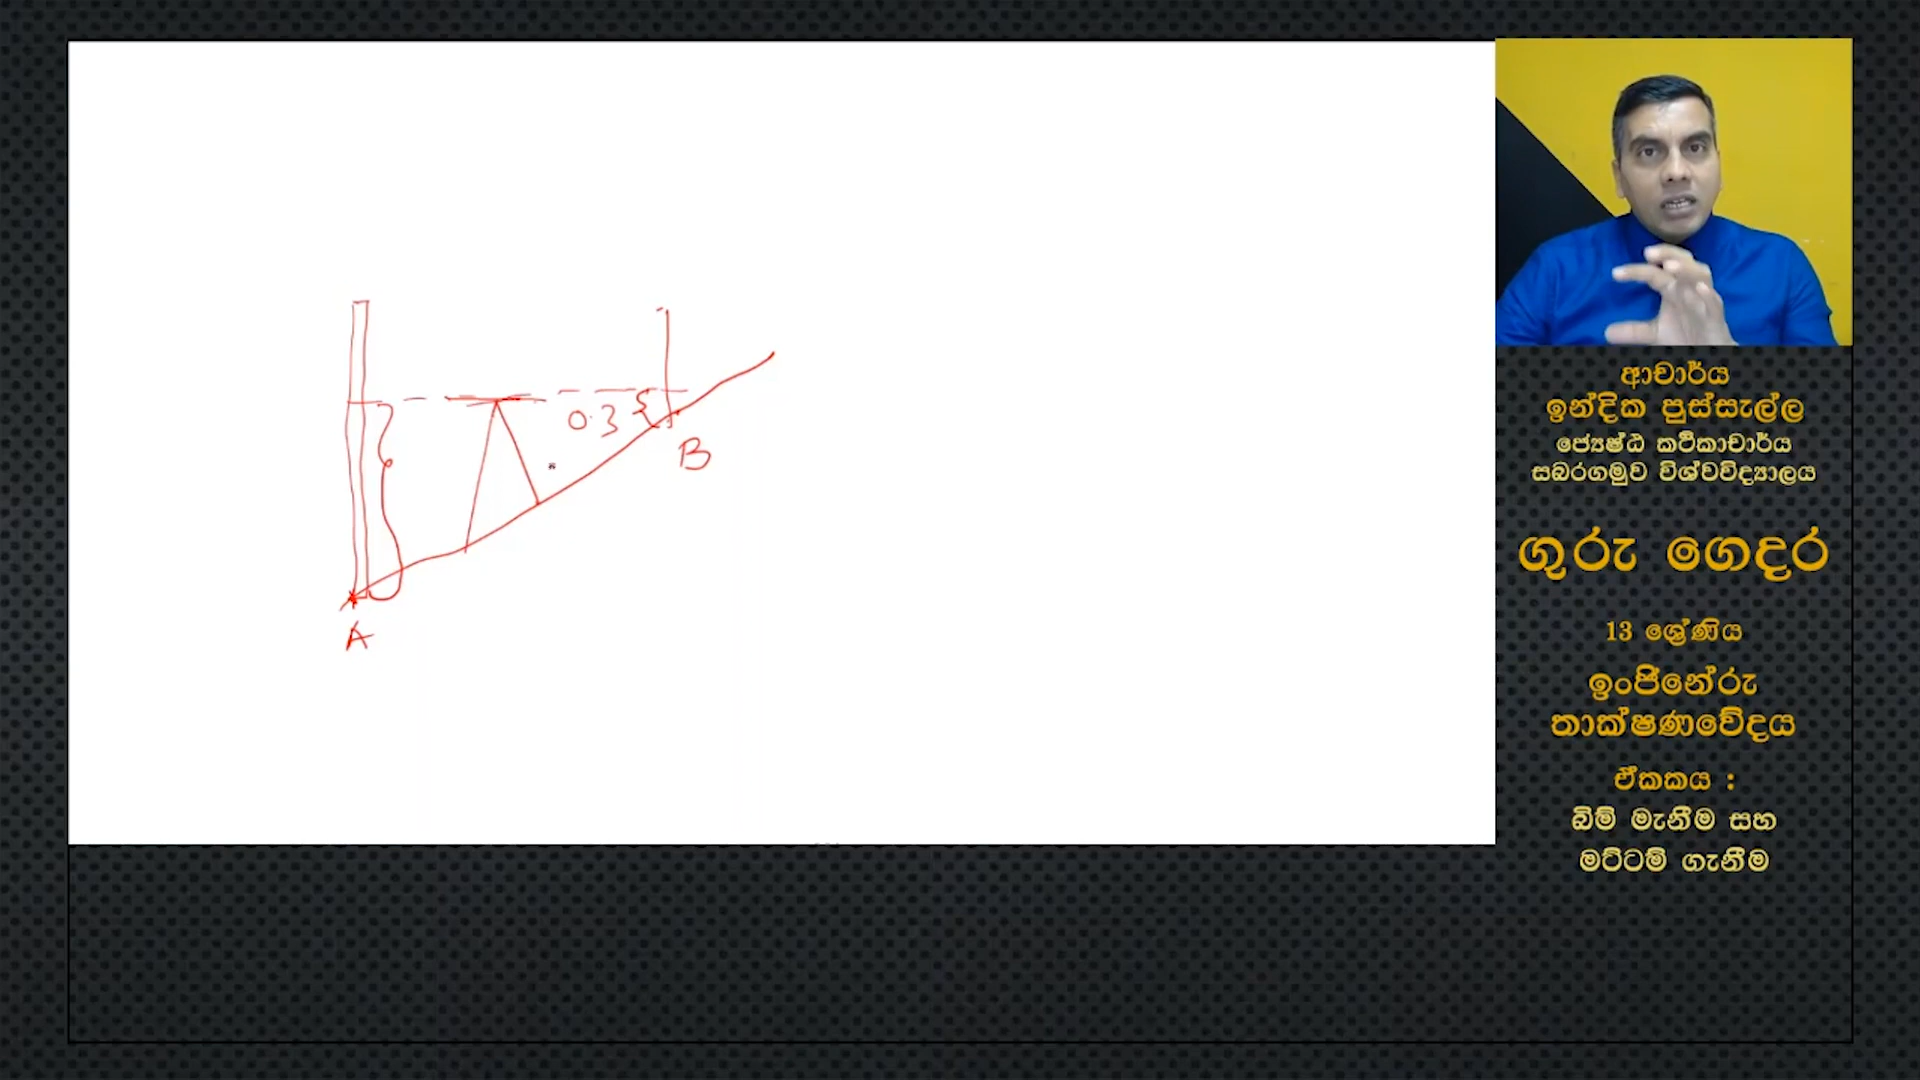 0.3
B
A
ආචාර්ය
ඉන්දික පුස්සැල්ල
ජ්‍යෙෂ්ඨ කථිකාචාර්ය
සබරගමුව විශ්වවිද්‍යාලය
ගුරු ගෙදර
13 ශ්‍රේණිය
ඉංජිනේරු
තාක්ෂණවේදය
ඒකකය :
බිම් මැනීම සහ
මට්ටම් ගැනීම